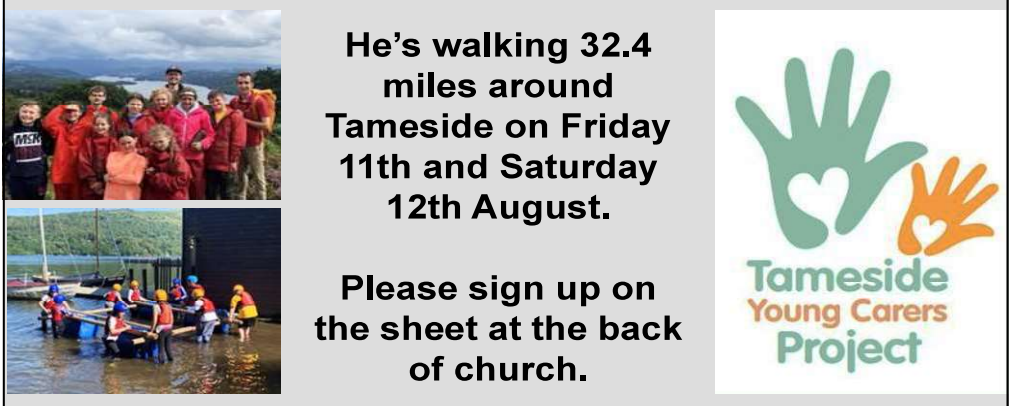 He's walking 32.4
miles around
Tameside on Friday
11th and Saturday
12th August.
Please sign up on
the sheet at the back
of church.
Tameside
Young Carers
Project